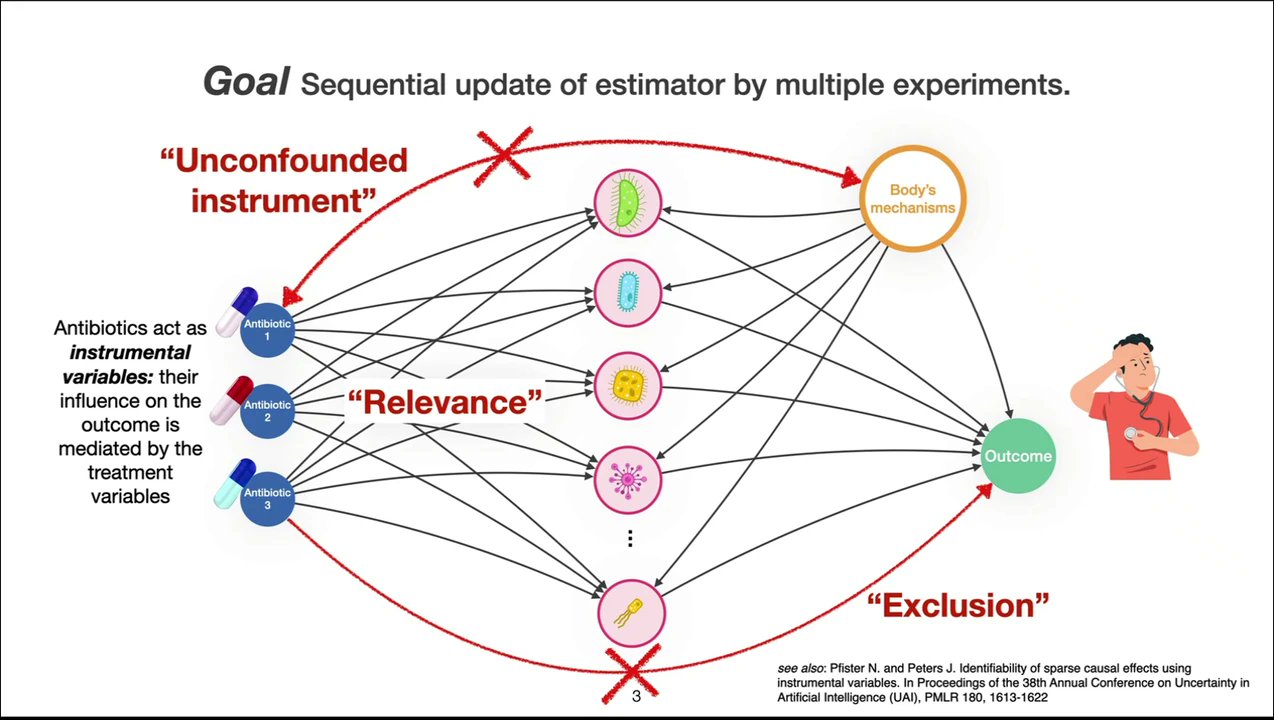 Goal Sequential update of estimator by multiple experiments.
“Unconfounded
instrument”
Body’s
mechanisms
Antibiotics act as
instrumental
variables: their
influence on the
outcome is
mediated by the
treatment
variables
Antibiotic
1
Antibiotic
2
Antibiotic
3
“Relevance”
Outcome
“Exclusion”
see also: Pfister N. and Peters J. Identifiability of sparse causal effects using
instrumental variables. In Proceedings of the 38th Annual Conference on Uncertainty in
Artificial Intelligence (UAI), PMLR 180, 1613-1622
3